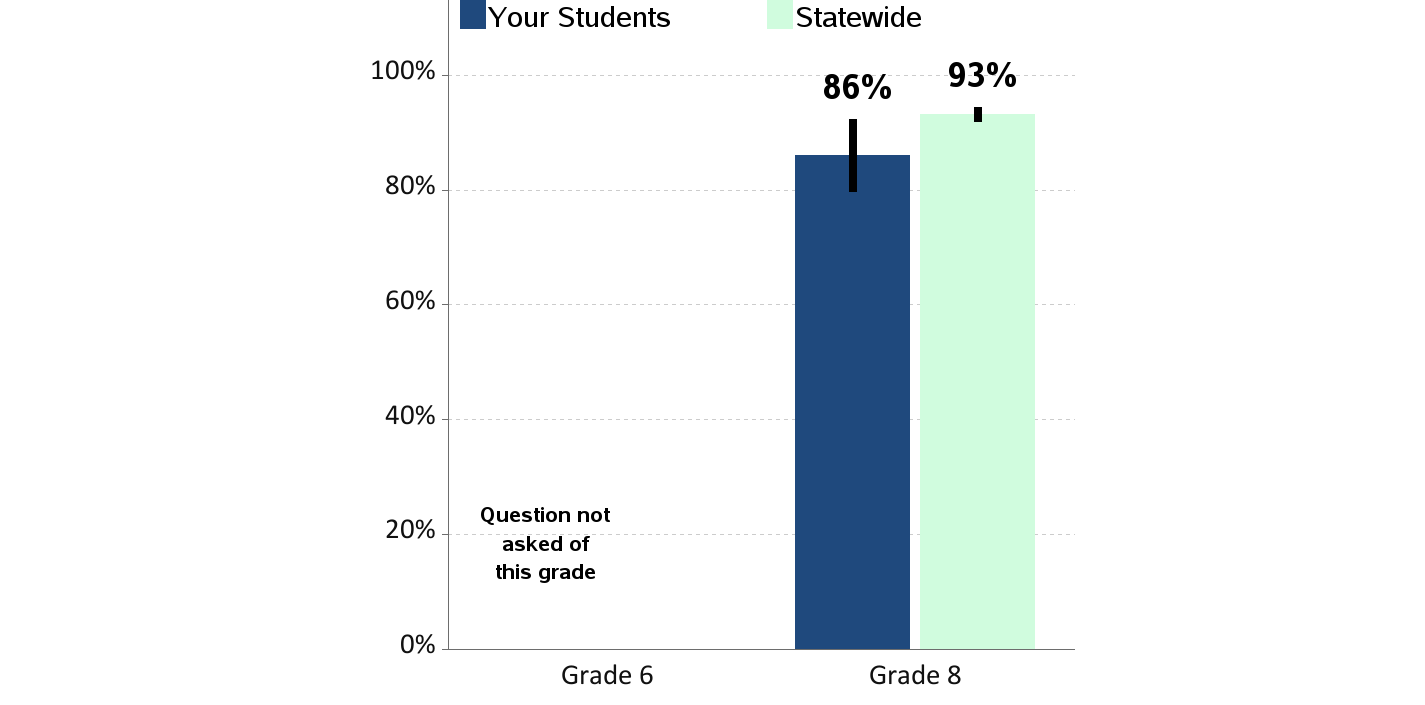 Your Students Statewide
100%
86% 93%
80%
60%
40%
20%
Question not
asked of
this grade
0%
Grade 6 Grade 8